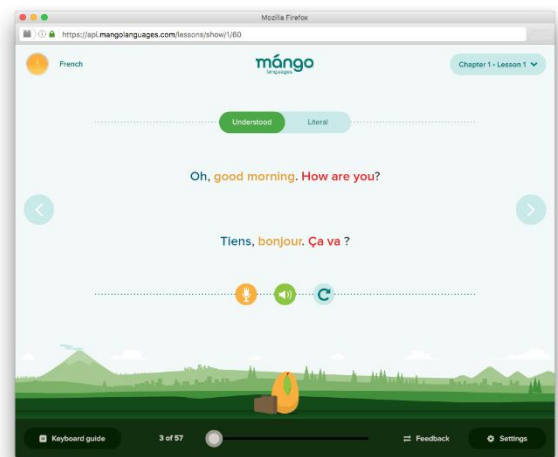 Mozilla Firefox
https://api.mangolanguages.com/lessons/show/1/60
French
mángo
languages
Chapter 1 • Lesson 1
Understood Literal
Oh, good morning. How are you?
Tiens, bonjour. Ça va ?
Keyboard guide 3 of 57 Feedback Settings